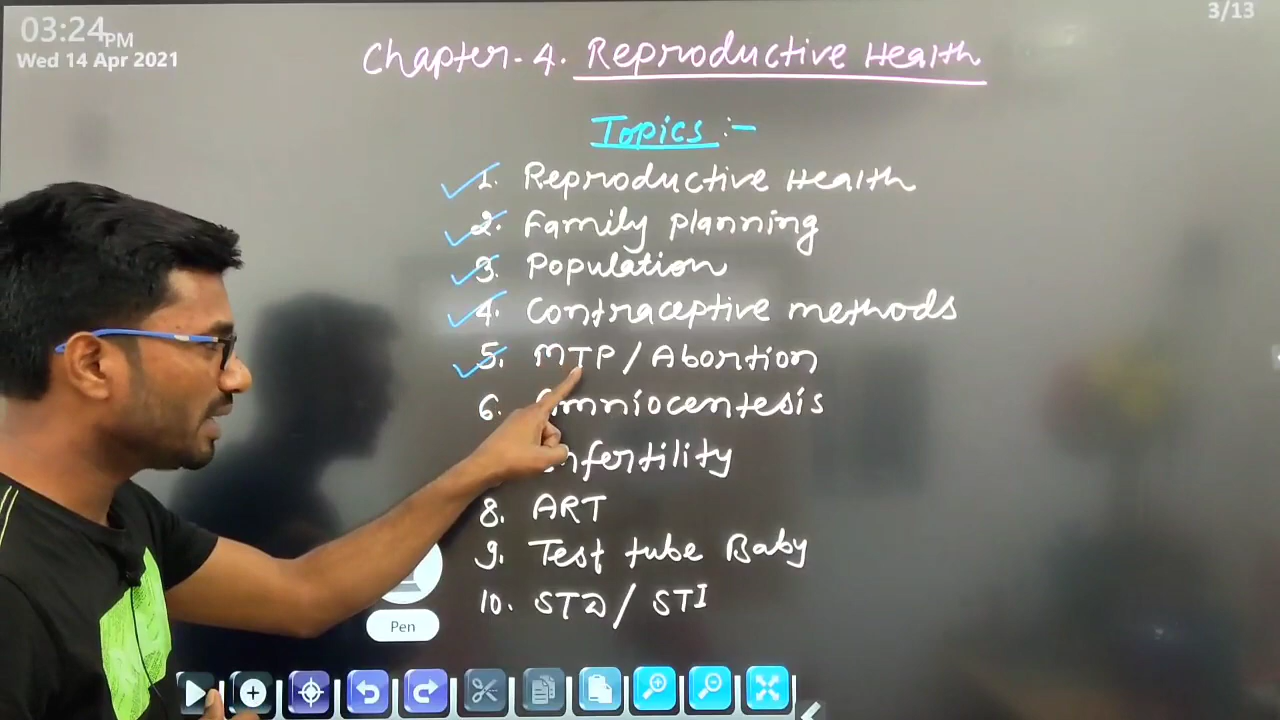 03:24 PM
3/13
Wed 14 Apr 2021
Chapter-4. Reproductive Health
Topics :-
1. Reproductive Health
2. Family Planning
3. Population
4. Contraceptive methods
5. MTP / Abortion
6. Amniocentesis
Infertility
8. ART
9. Test tube Baby
10. STD / STI
Pen